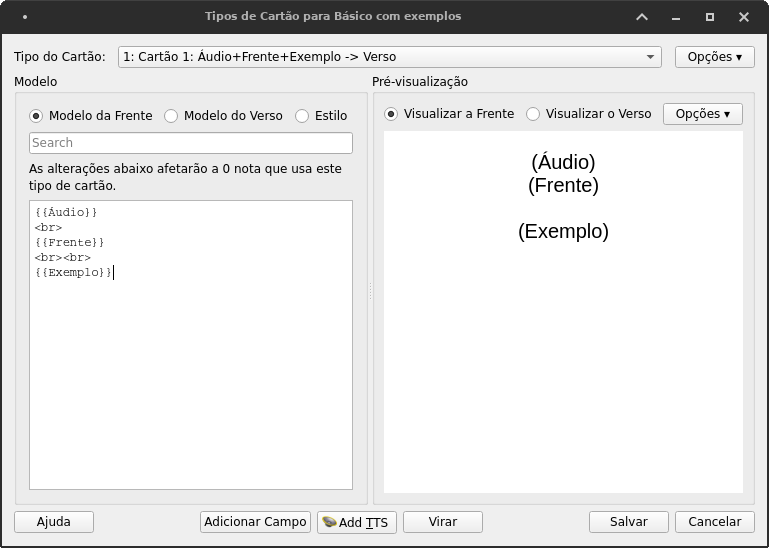 Tipos de Cartão para Básico com exemplos
Tipo do Cartão: 1: Cartão 1: Áudio+Frente+Exemplo -> Verso Opções ▾
Modelo
Modelo da Frente Modelo do Verso Estilo
Search
As alterações abaixo afetarão a 0 nota que usa este
tipo de cartão.
{{Áudio}}
<br>
{{Frente}}
<br><br>
{{Exemplo}}
Pré-visualização
Visualizar a Frente Visualizar o Verso Opções ▾
(Áudio)
(Frente)
(Exemplo)
Ajuda Adicionar Campo Add TTS Virar Salvar Cancelar